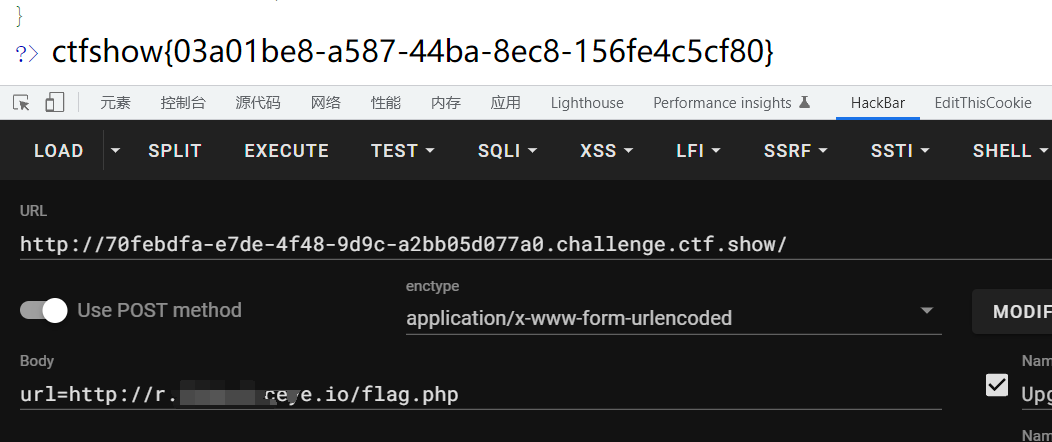 }
?> ctfshow{03a01be8-a587-44ba-8ec8-156fe4c5cf80}
元素 控制台 源代码 网络 性能 内存 应用 Lighthouse Performance insights HackBar EditThisCookie
LOAD SPLIT EXECUTE TEST SQLI XSS LFI SSRF SSTI SHELL
URL
http://70febdfa-e7de-4f48-9d9c-a2bb05d077a0.challenge.ctf.show/
enctype
Use POST method
application/x-www-form-urlencoded
MODIF
Body
Nam
url=http://r. ceye.io/flag.php
Upg
Nam